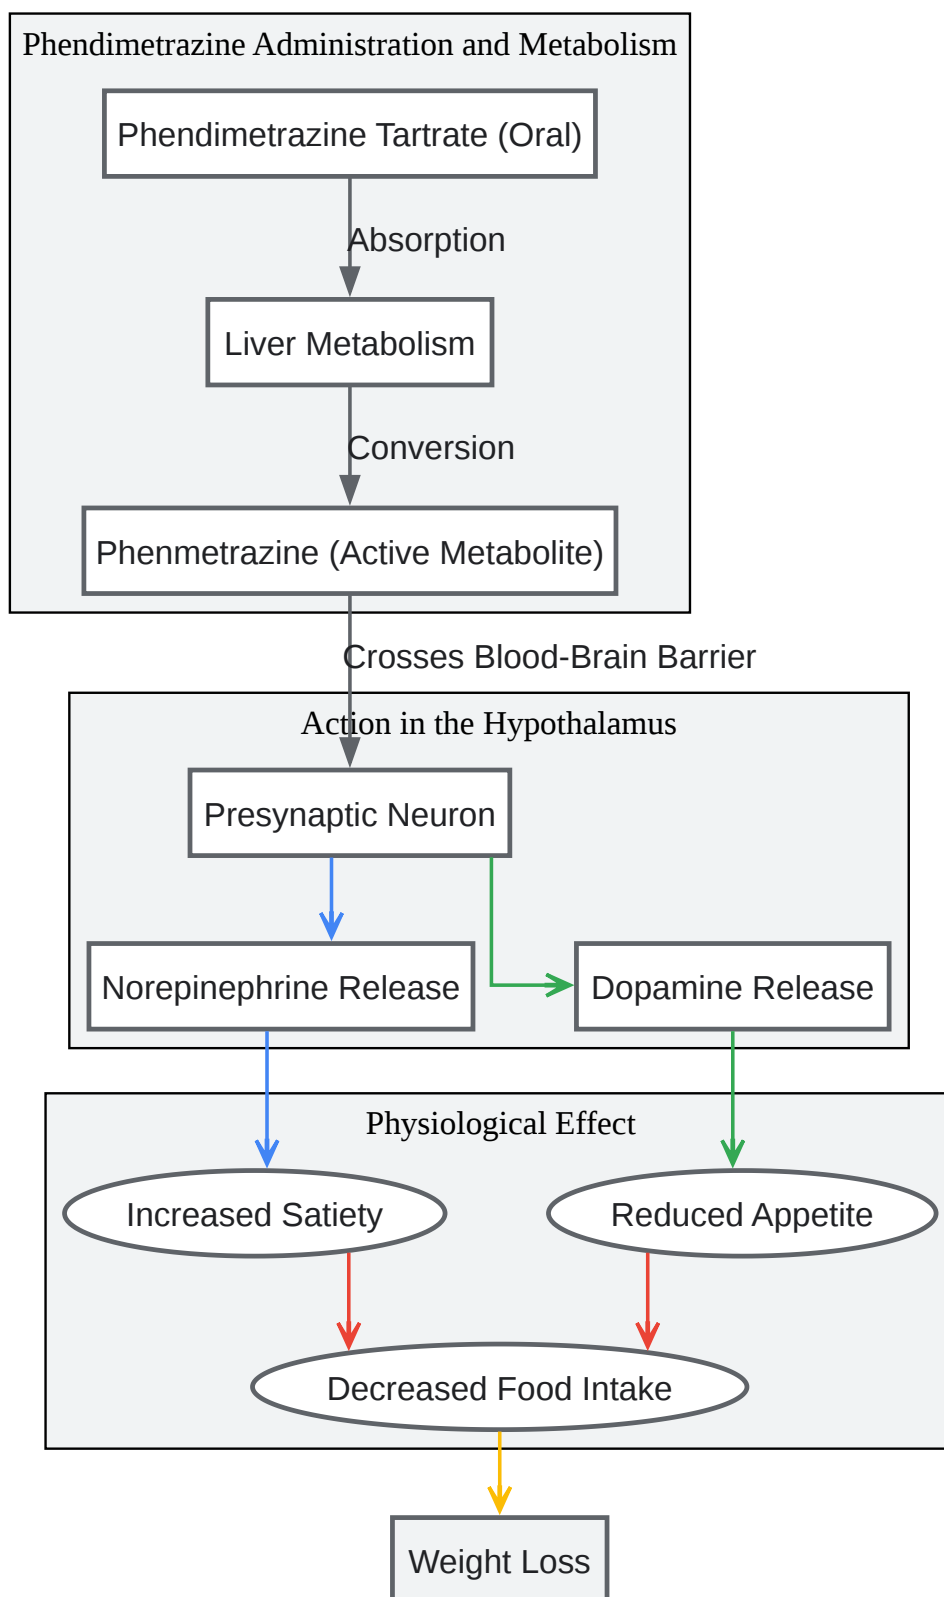 Phendimetrazine Administration and Metabolism
Phendimetrazine Tartrate (Oral)
Absorption
Liver Metabolism
Conversion
Phenmetrazine (Active Metabolite)
Crosses Blood-Brain Barrier
Action in the Hypothalamus
Presynaptic Neuron
Norepinephrine Release
Dopamine Release
Physiological Effect
Increased Satiety
Reduced Appetite
Decreased Food Intake
Weight Loss